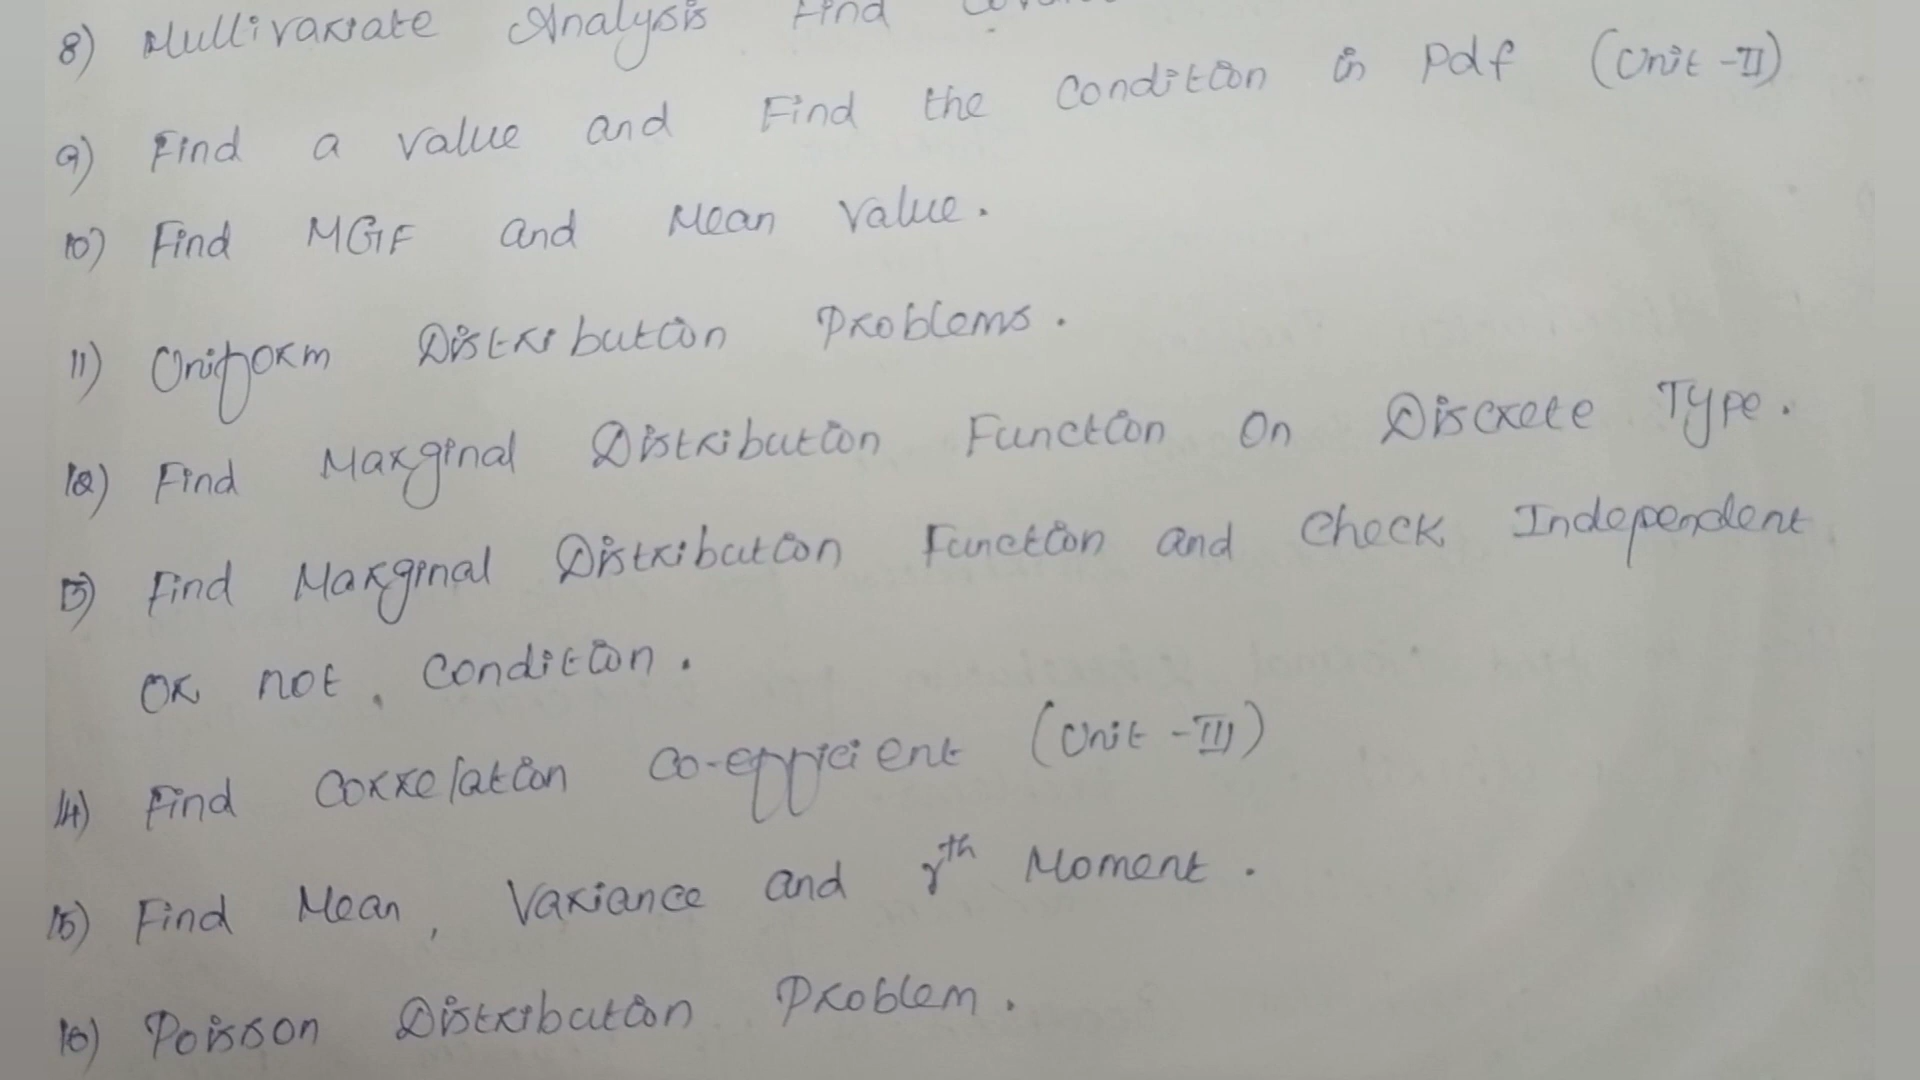 8) Multivariate Analysis Find
9) Find a value and Find the Condition in Pdf (Unit -II)
10) Find MGF and Mean Value.
11) Uniform Distribution Problems.
12) Find Marginal Distribution Function On Discrete Type.
13) Find Marginal Distribution Function and Check Independent
or not, Condition.
14) Find Correlation Co-efficient (Unit -III)
15) Find Mean, Variance and rth Moment.
16) Poisson Distribution Problem.